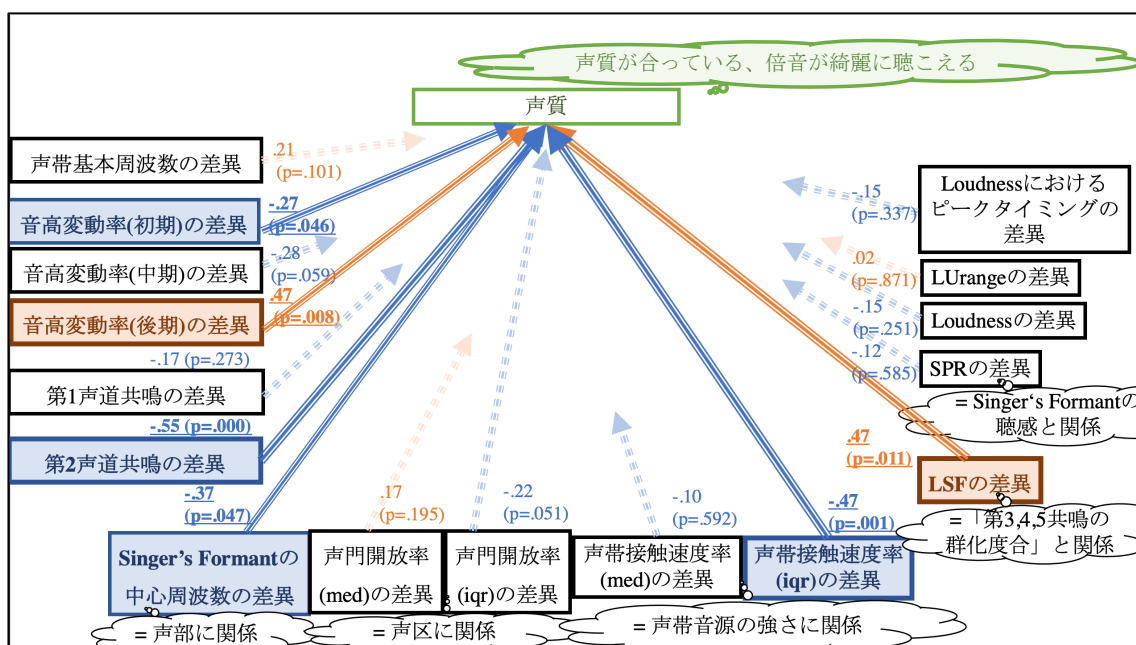 声質が合っている、倍音が綺麗に聴こえる
声質
声帯基本周波数の差異
.21
(p=.101)
音高変動率(初期)の差異
-.27
(p=.046)
音高変動率(中期)の差異
-.28
(p=.059)
音高変動率(後期)の差異
.47
(p=.008)
-.17 (p=.273)
第1声道共鳴の差異
-.55 (p=.000)
第2声道共鳴の差異
-.37
(p=.047)
Singer's Formantの
中心周波数の差異
= 声部に関係
.17
(p=.195)
声門開放率
(med)の差異
-.22
(p=.051)
声門開放率
(iqr)の差異
= 声区に関係
-.10
(p=.592)
声帯接触速度率
(med)の差異
-.47
(p=.001)
声帯接触速度率
(iqr)の差異
= 声帯音源の強さに関係
-.15
(p=.337)
Loudnessにおける
ピークタイミングの
差異
.02
(p=.871)
LUrangeの差異
-.15
(p=.251)
Loudnessの差異
-.12
(p=.585)
SPRの差異
= Singer‘s Formantの
聴感と関係
.47
(p=.011)
LSFの差異
=「第3,4,5共鳴の
群化度合」と関係